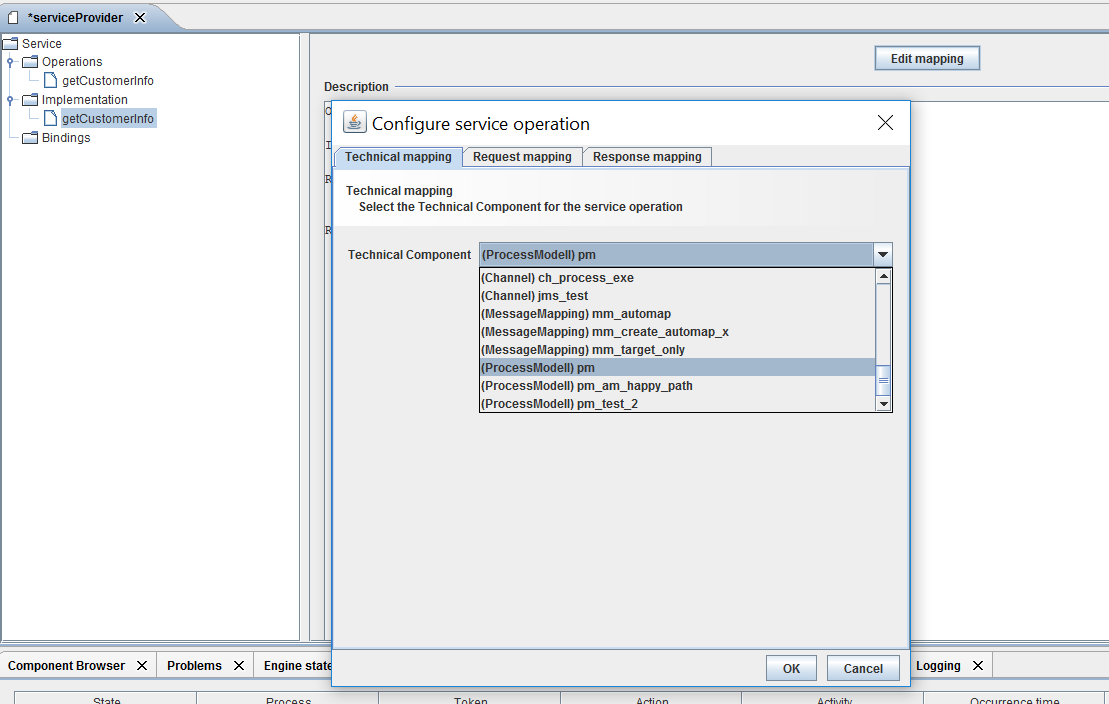 *serviceProvider
Service
Operations
getCustomerInfo
Implementation
getCustomerInfo
Bindings
Edit mapping
Description
Configure service operation
Technical mapping Request mapping Response mapping
Technical mapping
Select the Technical Component for the service operation
Technical Component (ProcessModell) pm
(Channel) ch_process_exe
(Channel) jms_test
(MessageMapping) mm_automap
(MessageMapping) mm_create_automap_x
(MessageMapping) mm_target_only
(ProcessModell) pm
(ProcessModell) pm_am_happy_path
(ProcessModell) pm_test_2
OK Cancel
Component Browser Problems Engine state Logging
State Process Token Action Activity Occurrence time